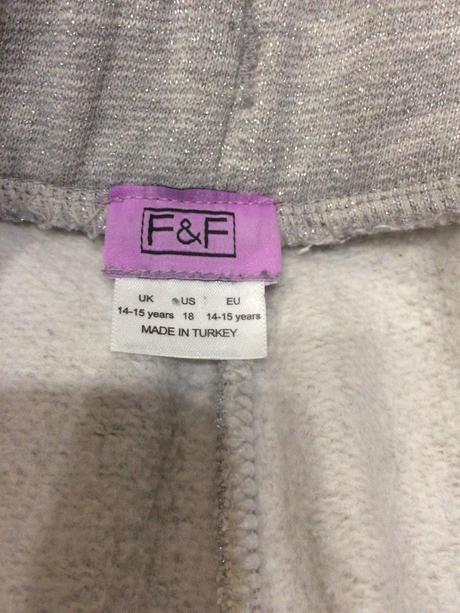 F&F
UK US EU
14-15 years 18 14-15 years
MADE IN TURKEY